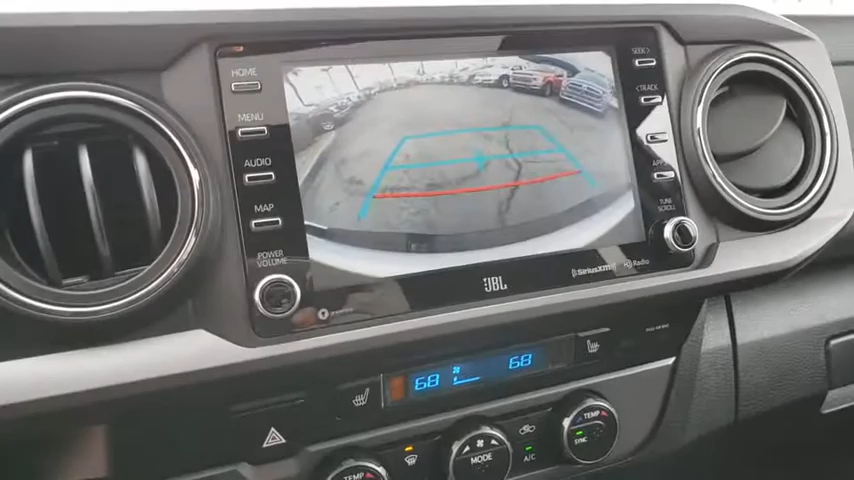 HOME
MENU
AUDIO
MAP
POWER
VOLUME
SEEK
TRACK
APPS
TUNE
SCROLL
JBL
SiriusXM
HD Radio
68
68
TEMP
MODE
A/C
TEMP
SYNC